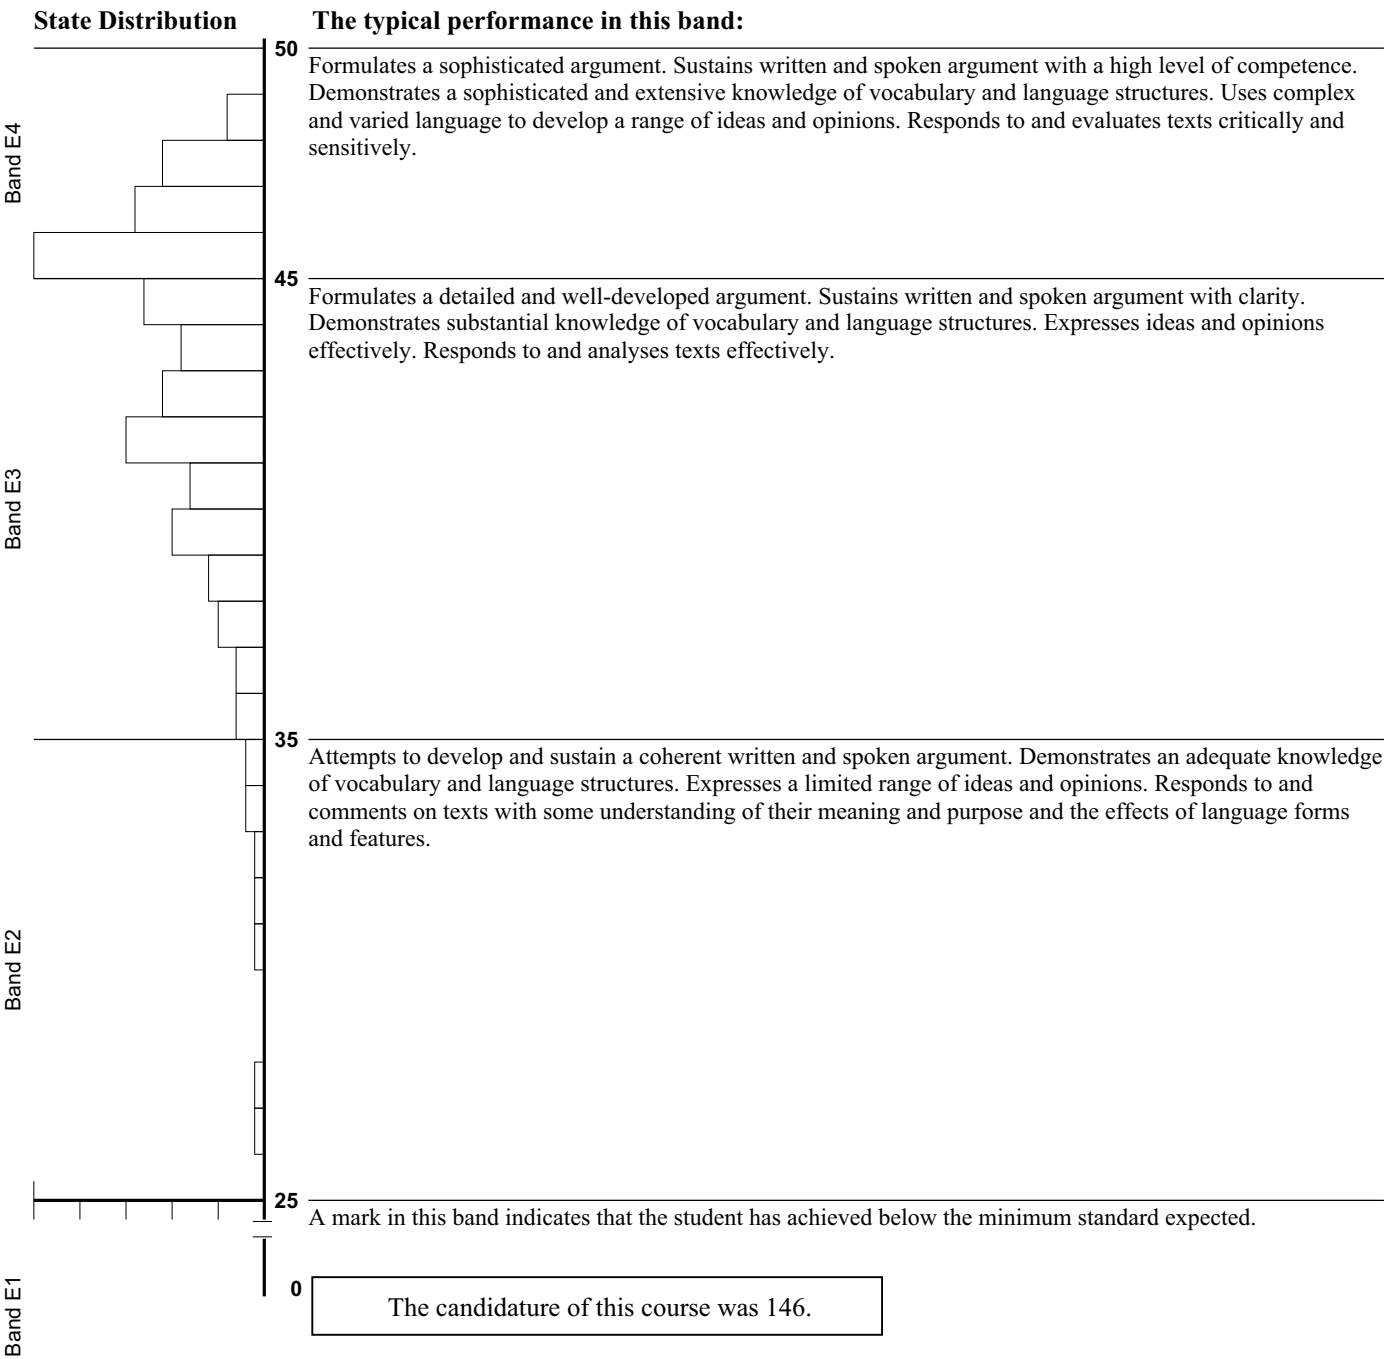 State Distribution
The typical performance in this band:
50
Formulates a sophisticated argument. Sustains written and spoken argument with a high level of competence.
Demonstrates a sophisticated and extensive knowledge of vocabulary and language structures. Uses complex
and varied language to develop a range of ideas and opinions. Responds to and evaluates texts critically and
sensitively.
Band E4
45
Formulates a detailed and well-developed argument. Sustains written and spoken argument with clarity.
Demonstrates substantial knowledge of vocabulary and language structures. Expresses ideas and opinions
effectively. Responds to and analyses texts effectively.
Band E3
35
Attempts to develop and sustain a coherent written and spoken argument. Demonstrates an adequate knowledge
of vocabulary and language structures. Expresses a limited range of ideas and opinions. Responds to and
comments on texts with some understanding of their meaning and purpose and the effects of language forms
and features.
Band E2
25
A mark in this band indicates that the student has achieved below the minimum standard expected.
0
Band E1
The candidature of this course was 146.